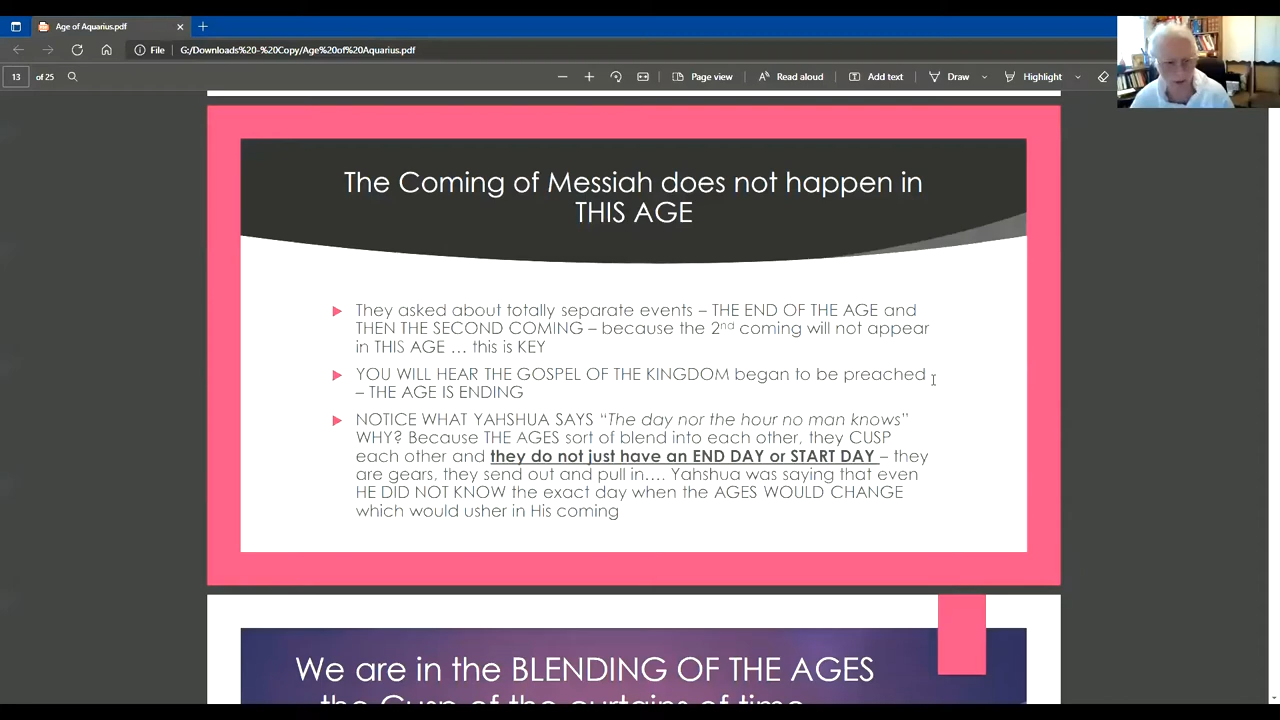 Age of Aquarius.pdf
File
G:/Downloads%20-%20Copy/Age%20of%20Aquarius.pdf
13 of 25
Page view
Read aloud
Add text
Draw
Highlight
The Coming of Messiah does not happen in
THIS AGE
They asked about totally separate events – THE END OF THE AGE and
THEN THE SECOND COMING – because the 2nd coming will not appear
in THIS AGE … this is KEY
YOU WILL HEAR THE GOSPEL OF THE KINGDOM began to be preached
– THE AGE IS ENDING
NOTICE WHAT YAHSHUA SAYS “The day nor the hour no man knows”
WHY? Because THE AGES sort of blend into each other, they CUSP
each other and they do not just have an END DAY or START DAY – they
are gears, they send out and pull in…. Yahshua was saying that even
HE DID NOT KNOW the exact day when the AGES WOULD CHANGE
which would usher in His coming
We are in the BLENDING OF THE AGES
the Cusp of the curtains of time